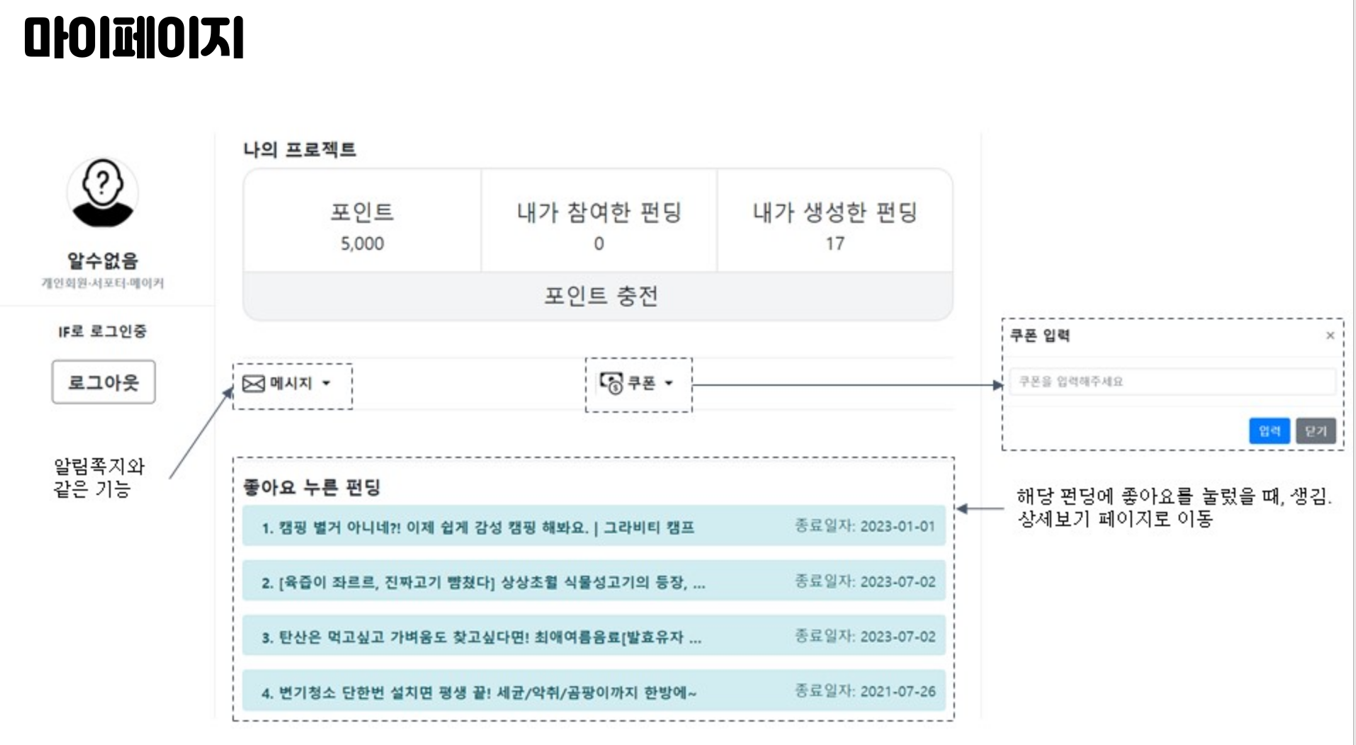 마이페이지
나의 프로젝트
?
알수없음
개인회원·서포터·메이커
IF로 로그인중
로그아웃
포인트
5,000
내가 참여한 펀딩
0
내가 생성한 펀딩
17
포인트 충전
메시지
쿠폰
쿠폰 입력
×
쿠폰을 입력해주세요
입력
닫기
알림쪽지와
같은 기능
좋아요 누른 펀딩
1. 캠핑 별거 아니네?! 이제 쉽게 감성 캠핑 해봐요. | 그라비티 캠프
종료일자: 2023-01-01
2. [육즙이 좌르르, 진짜고기 뺨쳤다] 상상초월 식물성고기의 등장, ...
종료일자: 2023-07-02
3. 탄산은 먹고싶고 가벼움도 찾고싶다면! 최애여름음료[발효유자 ...
종료일자: 2023-07-02
4. 변기청소 단한번 설치면 평생 끝! 세균/악취/곰팡이까지 한방에~
종료일자: 2021-07-26
해당 펀딩에 좋아요를 눌렀을 때, 생김.
상세보기 페이지로 이동